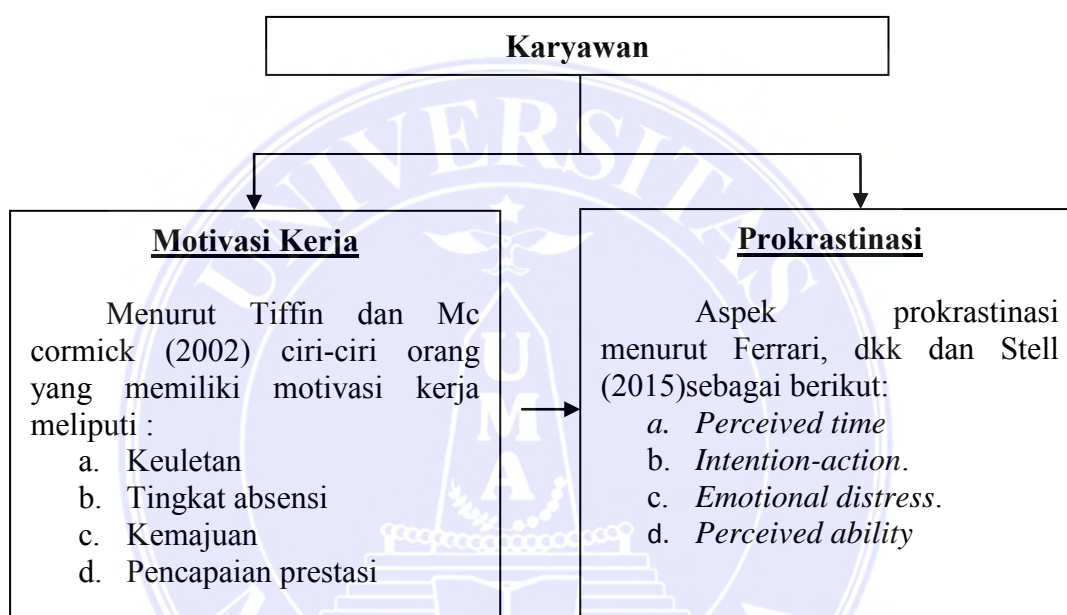 Karyawan
UNIVERSITAS
Motivasi Kerja
Menurut Tiffin dan Mc
cormick (2002) ciri-ciri orang
yang memiliki motivasi kerja
meliputi :
a. Keuletan
b. Tingkat absensi
c. Kemajuan
d. Pencapaian prestasi
UMA
Prokrastinasi
Aspek prokrastinasi
menurut Ferrari, dkk dan Stell
(2015)sebagai berikut:
a. Perceived time
b. Intention-action.
c. Emotional distress.
d. Perceived ability